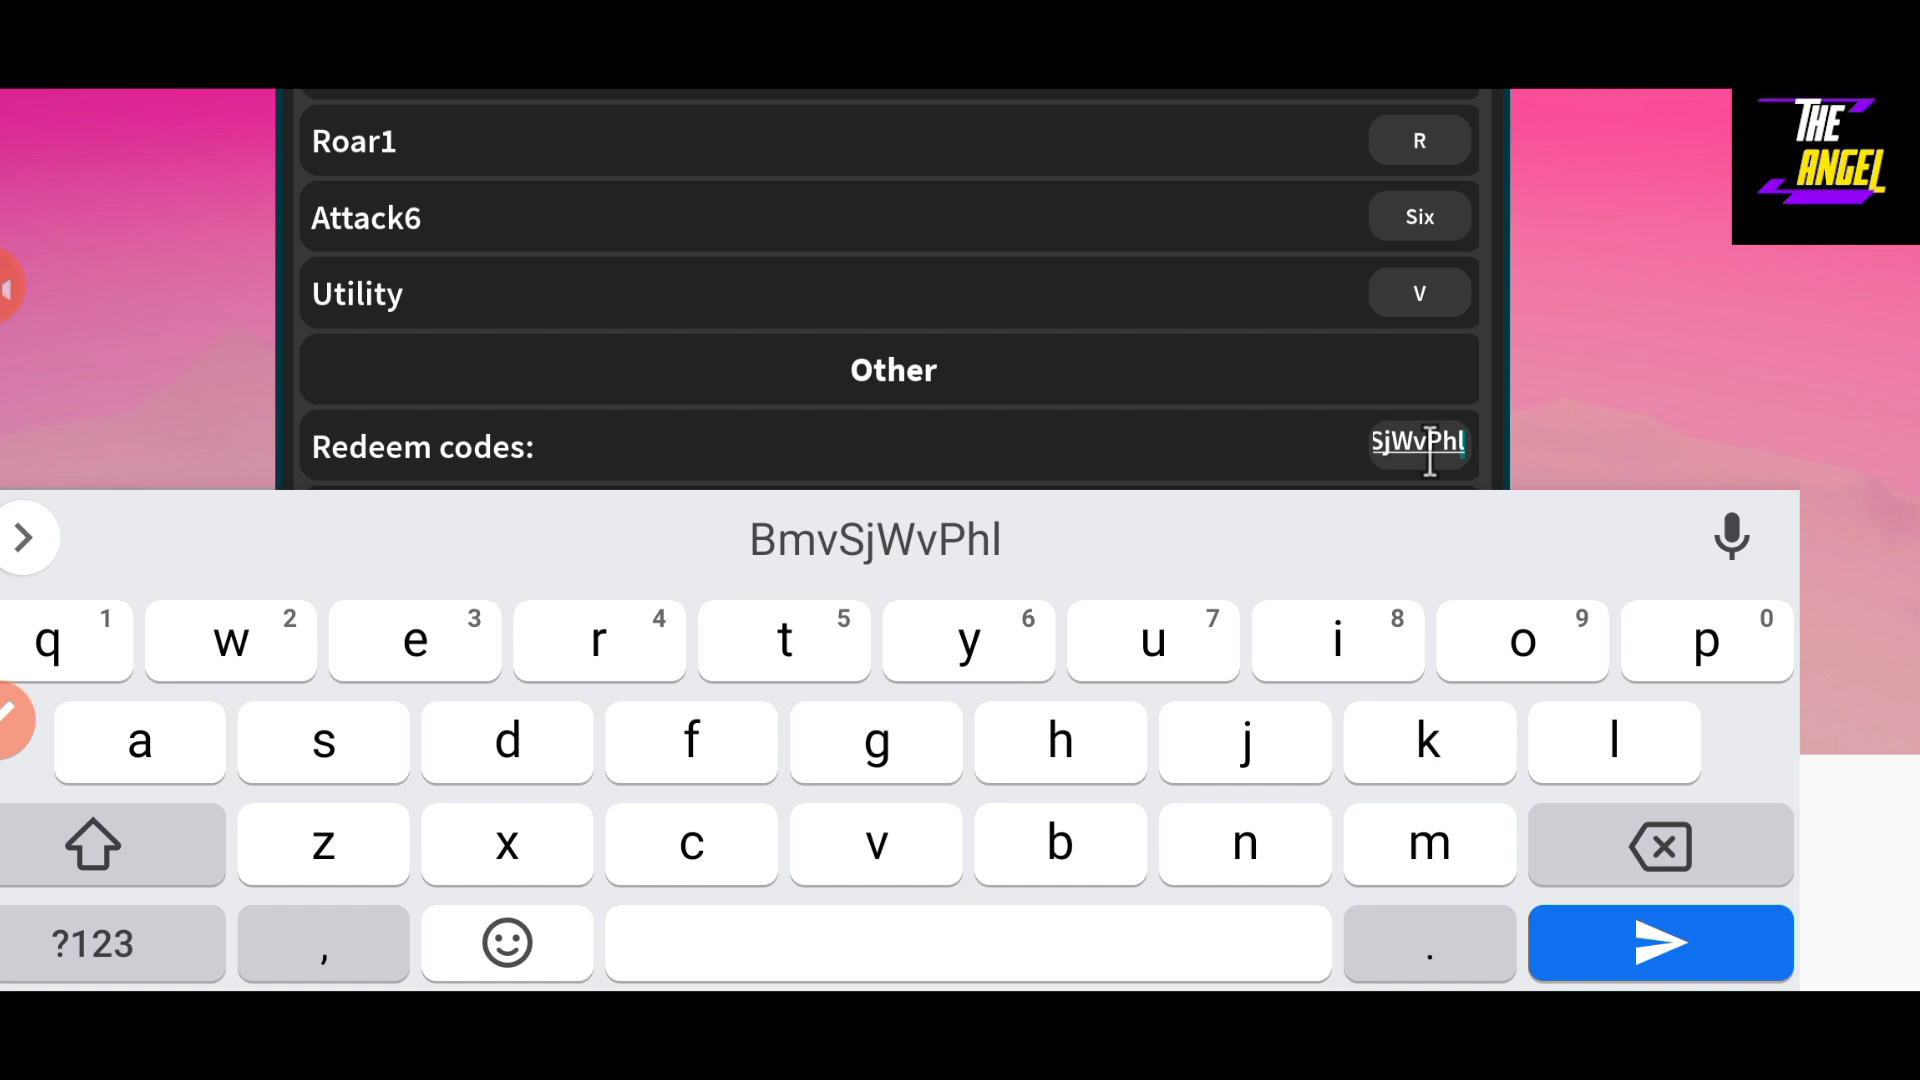 THE
ANGEL
Roar1 R
Attack6 Six
Utility V
Other
Redeem codes: SjWvPhl
BmvSjWvPhl
q 1 w 2 e 3 r 4 t 5 y 6 u 7 i 8 o 9 p 0
a s d f g h j k l
z x c v b n m
?123 , .